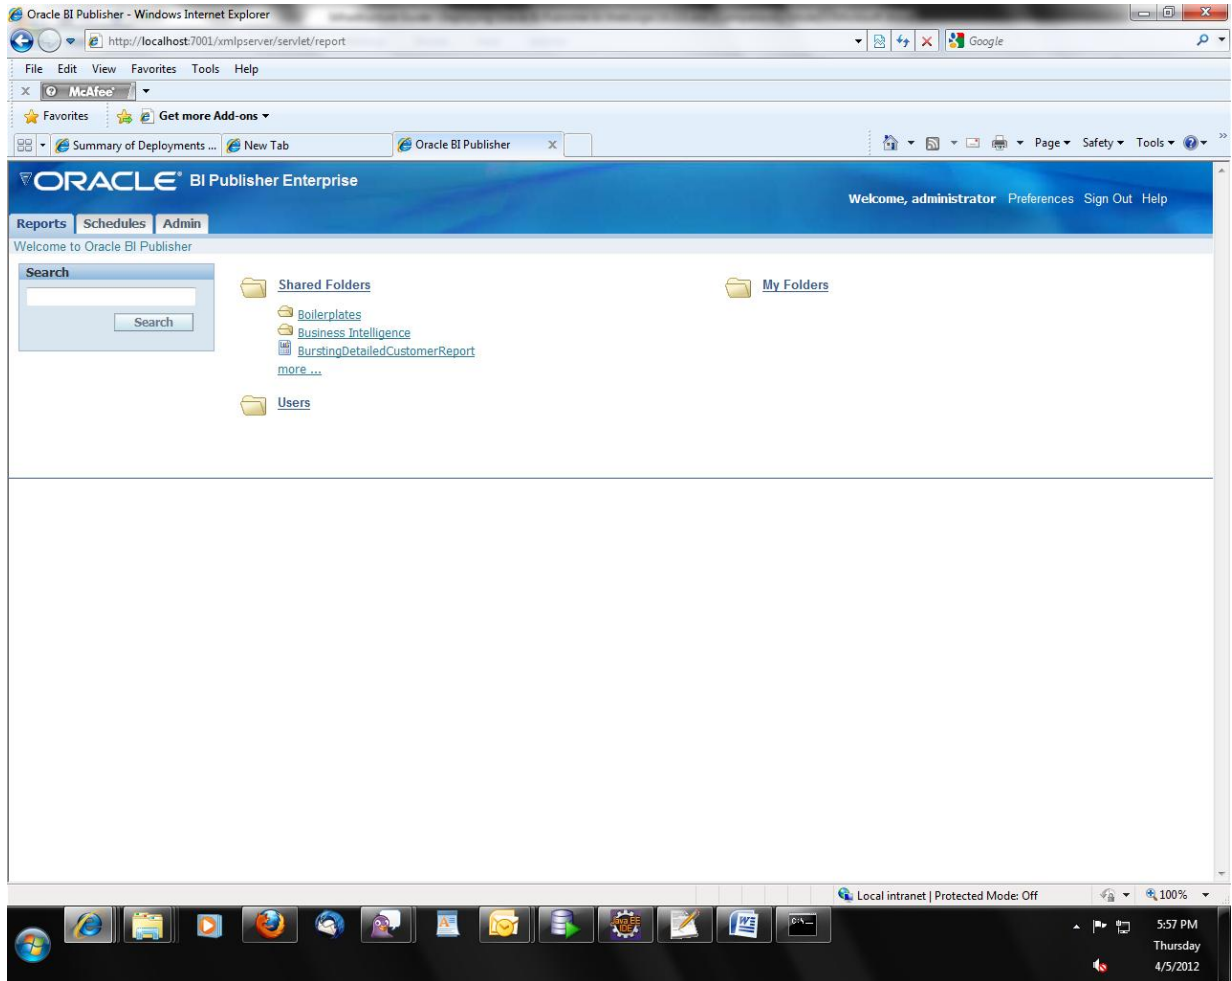 Oracle BI Publisher - Windows Internet Explorer
http://localhost:7001/xmlpserver/servlet/report
Google
File Edit View Favorites Tools Help
X McAfee
Favorites Get more Add-ons
Summary of Deployments ... New Tab Oracle BI Publisher X Page Safety Tools
ORACLE BI Publisher Enterprise
Welcome, administrator Preferences Sign Out Help
Reports Schedules Admin
Welcome to Oracle BI Publisher
Search
Search
Shared Folders
Boilerplates
Business Intelligence
BurstingDetailedCustomerReport
more ...
Users
My Folders
Local intranet | Protected Mode: Off 100%
Java EE
IDE
C:\
5:57 PM
Thursday
4/5/2012